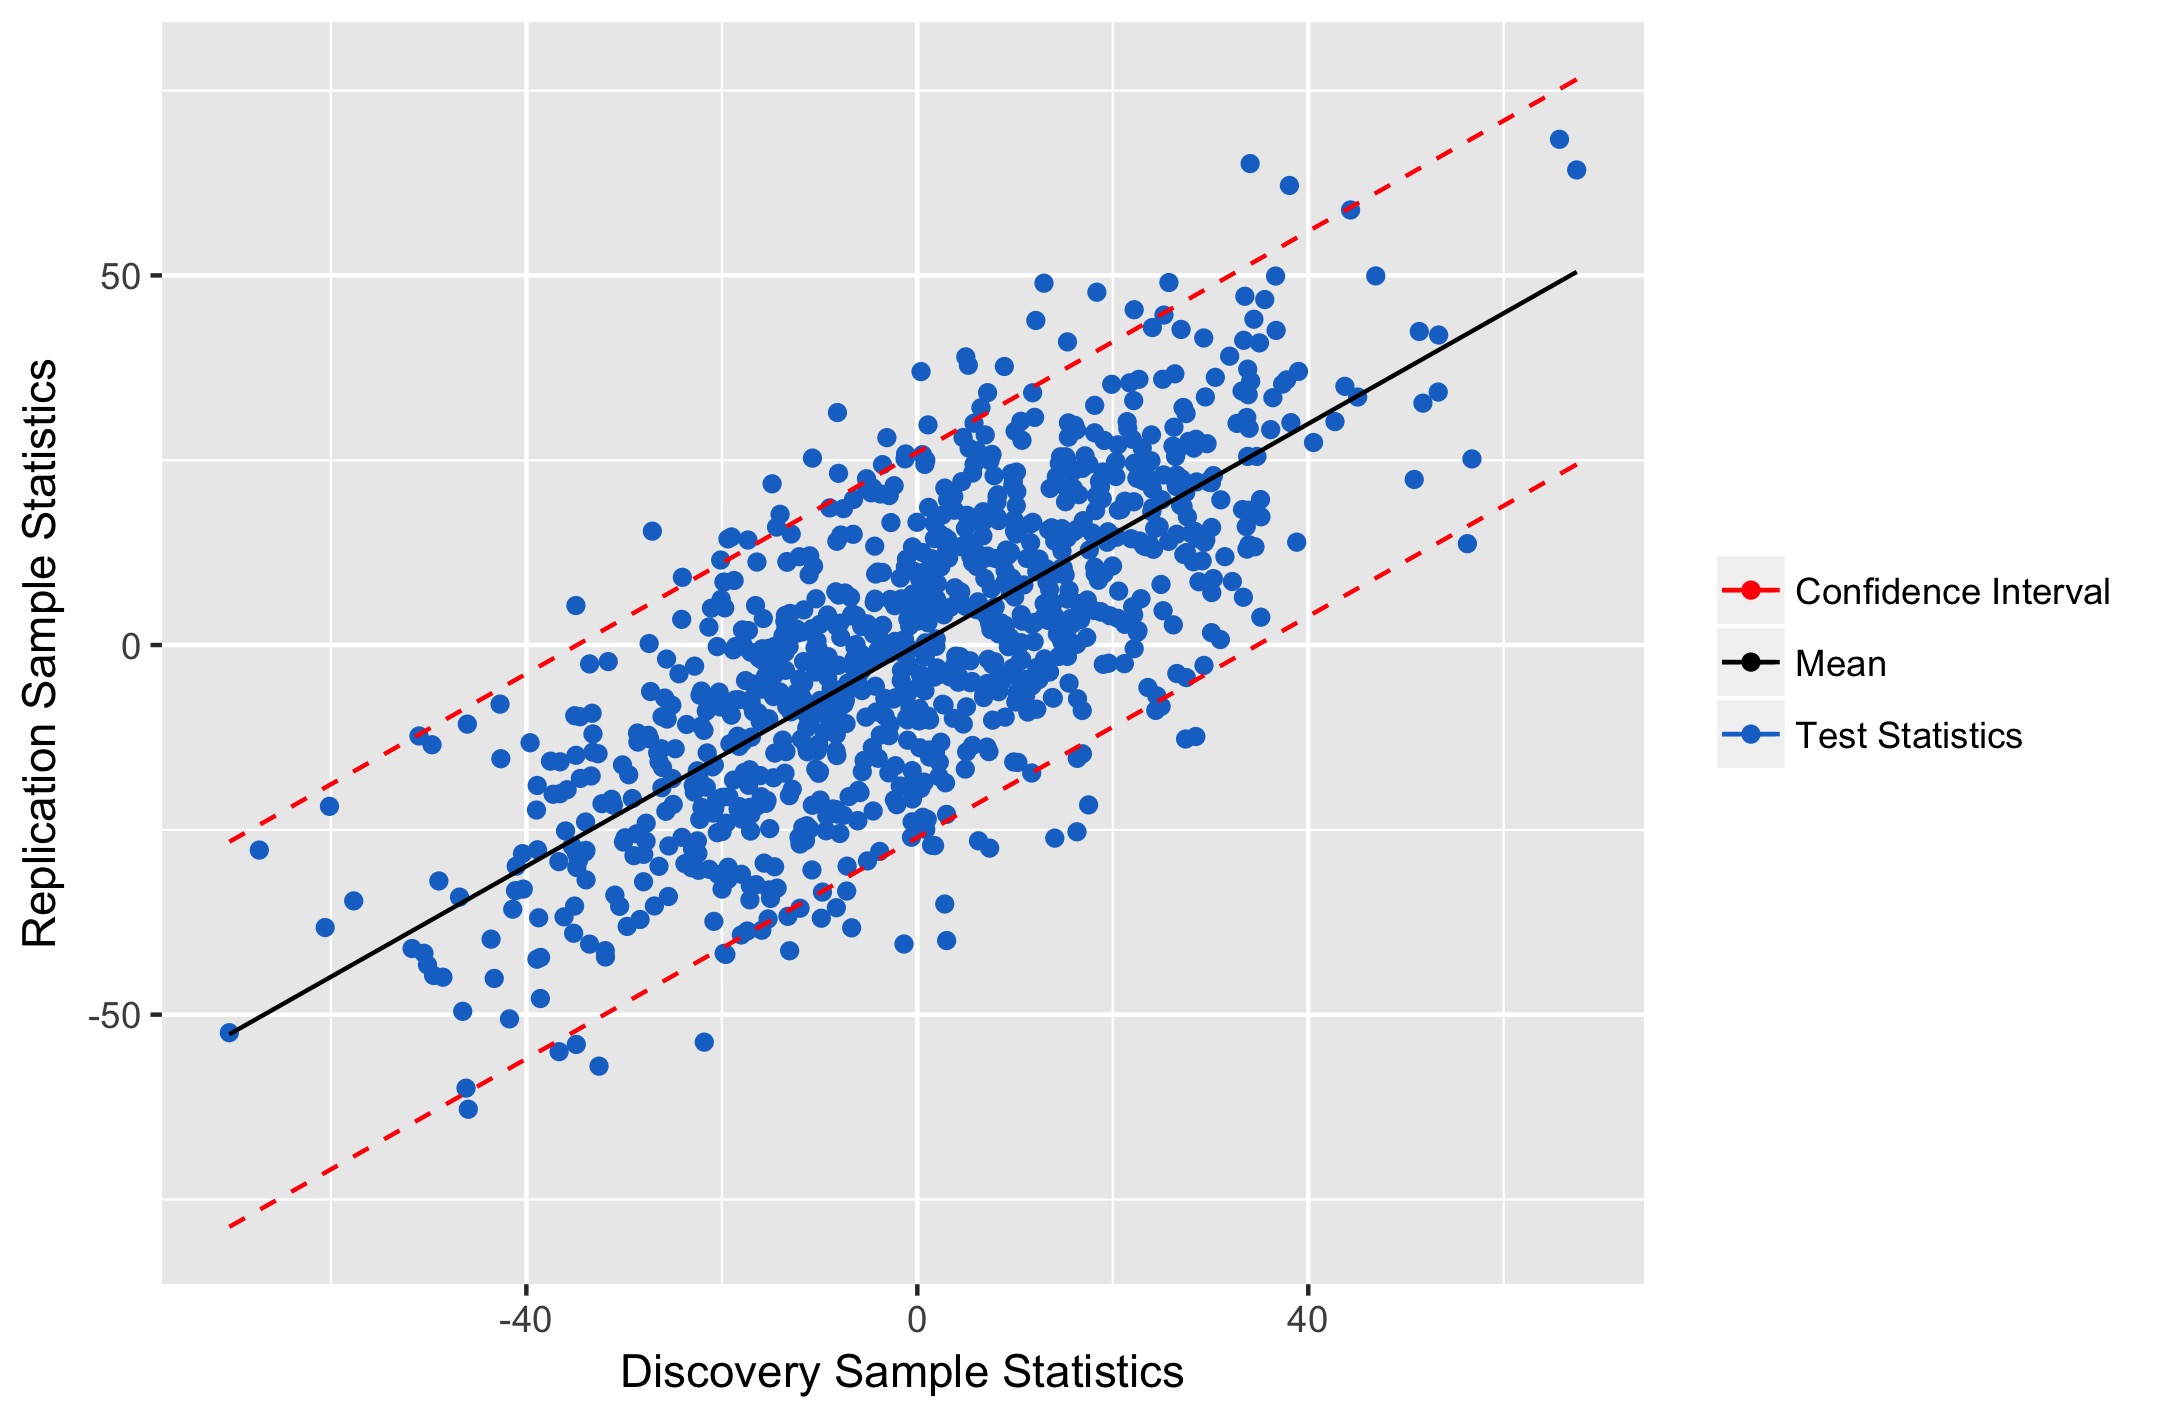 Replication Sample Statistics
50
0
-50
-40
0
40
Discovery Sample Statistics
Confidence Interval
Mean
Test Statistics